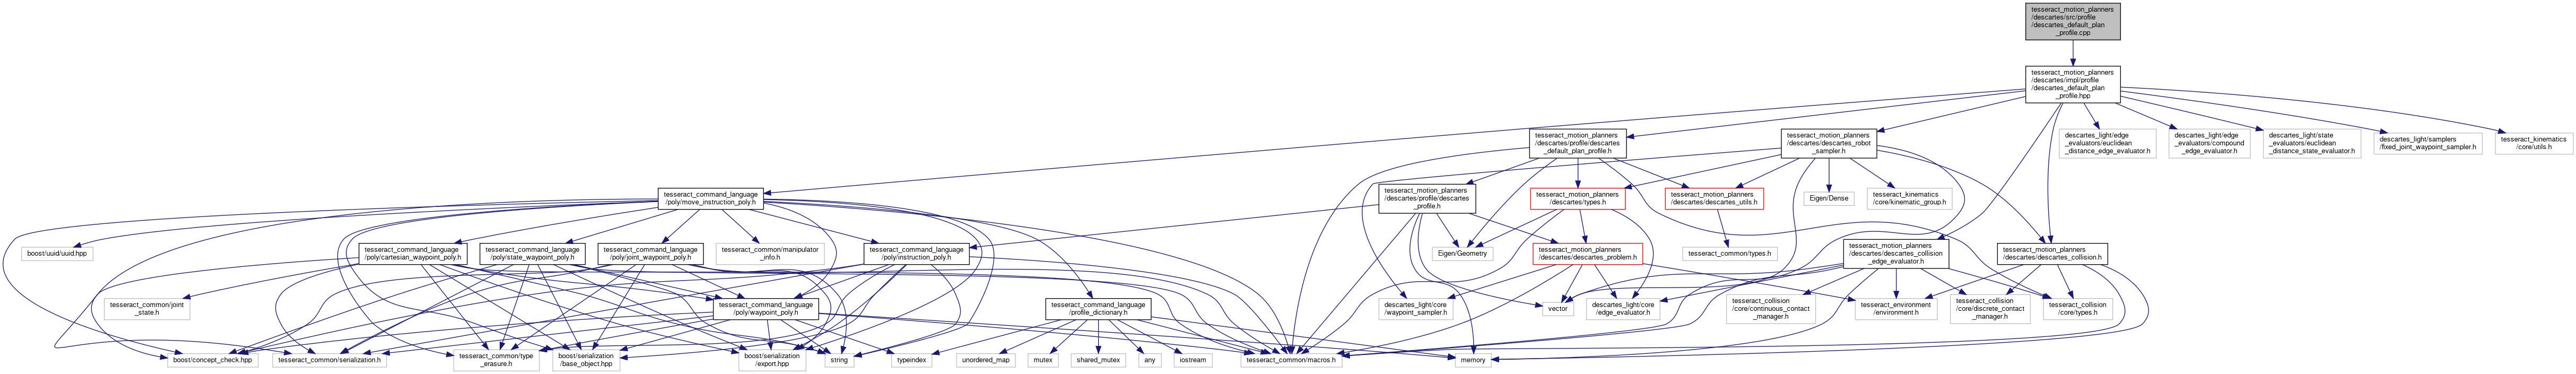 tesseract_motion_planners
/descartes/src/profile
/descartes_default_plan
_profile.cpp
tesseract_motion_planners
/descartes/impl/profile
/descartes_default_plan
_profile.hpp
tesseract_motion_planners
/descartes/profile/descartes
_default_plan_profile.h
tesseract_motion_planners
/descartes/descartes_robot
_sampler.h
descartes_light/edge
_evaluators/euclidean
_distance_edge_evaluator.h
descartes_light/edge
_evaluators/compound
_edge_evaluator.h
descartes_light/state
_evaluators/euclidean
_distance_state_evaluator.h
descartes_light/samplers
/fixed_joint_waypoint_sampler.h
tesseract_kinematics
/core/utils.h
tesseract_command_language
/poly/move_instruction_poly.h
tesseract_motion_planners
/descartes/profile/descartes
_profile.h
tesseract_motion_planners
/descartes/types.h
tesseract_motion_planners
/descartes/descartes_utils.h
Eigen/Dense
tesseract_kinematics
/core/kinematic_group.h
boost/uuid/uuid.hpp
tesseract_command_language
/poly/cartesian_waypoint_poly.h
tesseract_command_language
/poly/state_waypoint_poly.h
tesseract_command_language
/poly/joint_waypoint_poly.h
tesseract_common/manipulator
_info.h
tesseract_command_language
/poly/instruction_poly.h
Eigen/Geometry
tesseract_motion_planners
/descartes/descartes_problem.h
tesseract_common/types.h
tesseract_motion_planners
/descartes/descartes_collision
_edge_evaluator.h
tesseract_motion_planners
/descartes/descartes_collision.h
tesseract_common/joint
_state.h
tesseract_command_language
/poly/waypoint_poly.h
tesseract_command_language
/profile_dictionary.h
descartes_light/core
/waypoint_sampler.h
vector
descartes_light/core
/edge_evaluator.h
tesseract_collision
/core/continuous_contact
_manager.h
tesseract_environment
/environment.h
tesseract_collision
/core/discrete_contact
_manager.h
tesseract_collision
/core/types.h
boost/concept_check.hpp
tesseract_common/serialization.h
tesseract_common/type
_erasure.h
boost/serialization
/base_object.hpp
boost/serialization
/export.hpp
string
typeindex
unordered_map
mutex
shared_mutex
any
iostream
tesseract_common/macros.h
memory